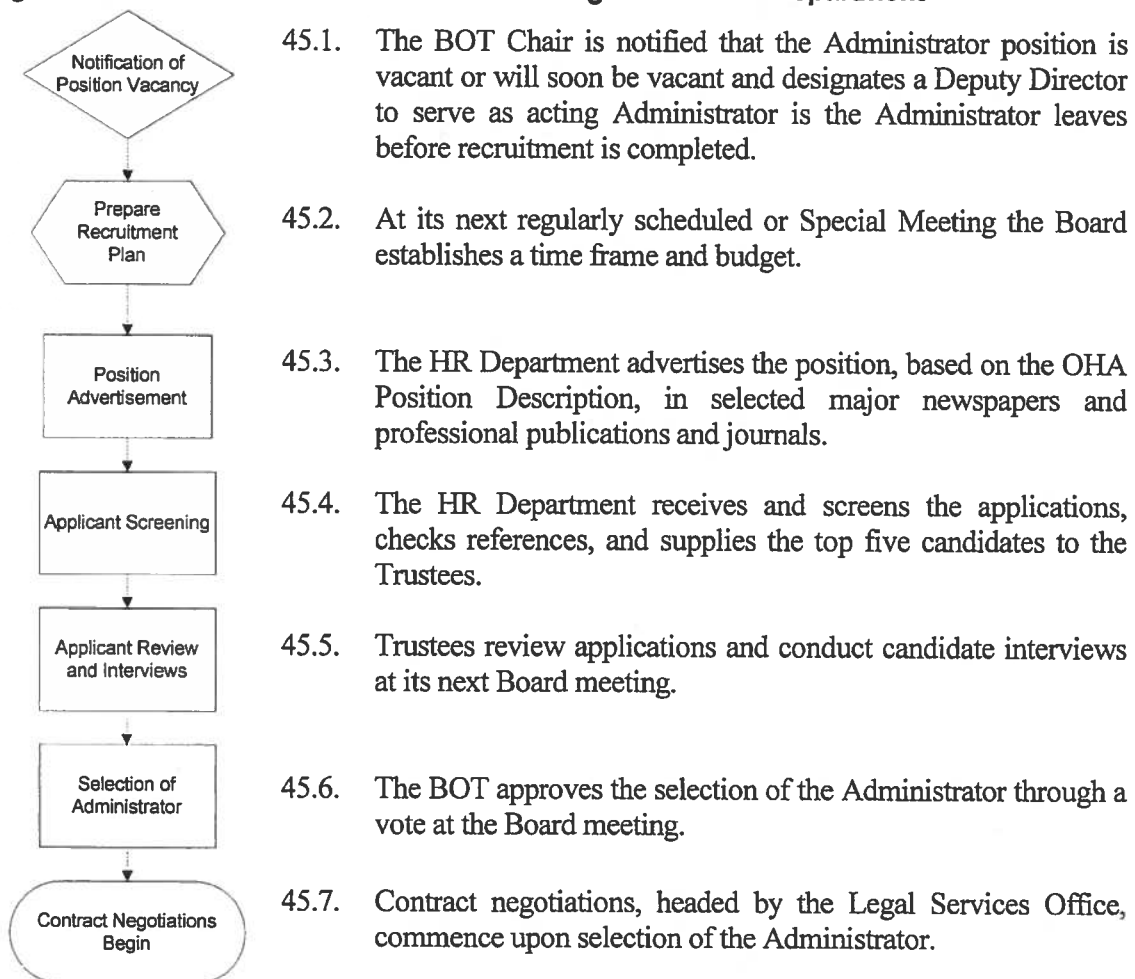 Notification of
Position Vacancy
45.1. The BOT Chair is notified that the Administrator position is
vacant or will soon be vacant and designates a Deputy Director
to serve as acting Administrator is the Administrator leaves
before recruitment is completed.
Prepare
Recruitment
Plan
45.2. At its next regularly scheduled or Special Meeting the Board
establishes a time frame and budget.
Position
Advertisement
45.3. The HR Department advertises the position, based on the OHA
Position Description, in selected major newspapers and
professional publications and journals.
Applicant Screening
45.4. The HR Department receives and screens the applications,
checks references, and supplies the top five candidates to the
Trustees.
Applicant Review
and Interviews
45.5. Trustees review applications and conduct candidate interviews
at its next Board meeting.
Selection of
Administrator
45.6. The BOT approves the selection of the Administrator through a
vote at the Board meeting.
Contract Negotiations
Begin
45.7. Contract negotiations, headed by the Legal Services Office,
commence upon selection of the Administrator.